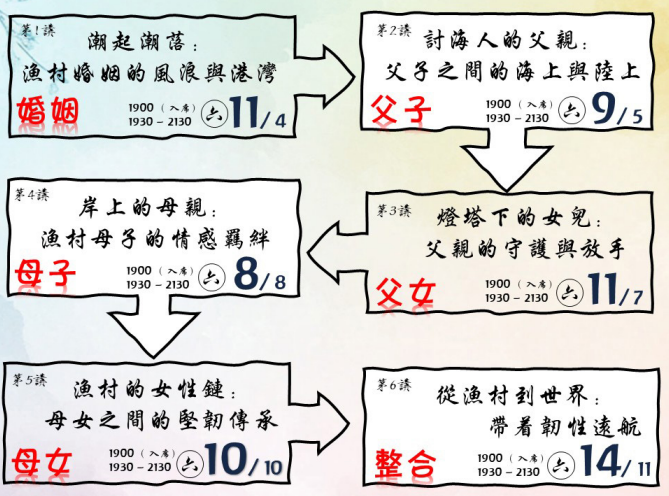 第1講
潮起潮落：
漁村婚姻的風浪與港灣
婚姻
1900（入席）
1930 – 2130
六
11/4
第2講
討海人的父親：
父子之間的海上與陸上
父子
1900（入席）
1930 – 2130
六
9/5
第3講
燈塔下的女兒：
父親的守護與放手
父女
1900（入席）
1930 – 2130
六
11/7
第4講
岸上的母親：
漁村母子的情感羈絆
母子
1900（入席）
1930 – 2130
六
8/8
第5講
漁村的女性鏈：
母女之間的堅韌傳承
母女
1900（入席）
1930 – 2130
六
10/10
第6講
從漁村到世界：
帶着韌性遠航
整合
1900（入席）
1930 – 2130
六
14/11